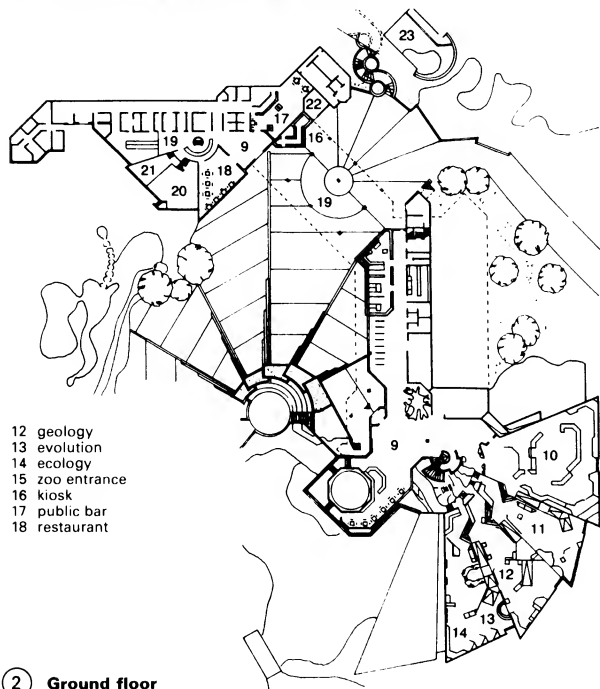 23
22
17
16
19
9
21
18
20
19
12 geology
13 evolution
14 ecology
15 zoo entrance
16 kiosk
17 public bar
18 restaurant
9
10
11
12
13
14
2 Ground floor